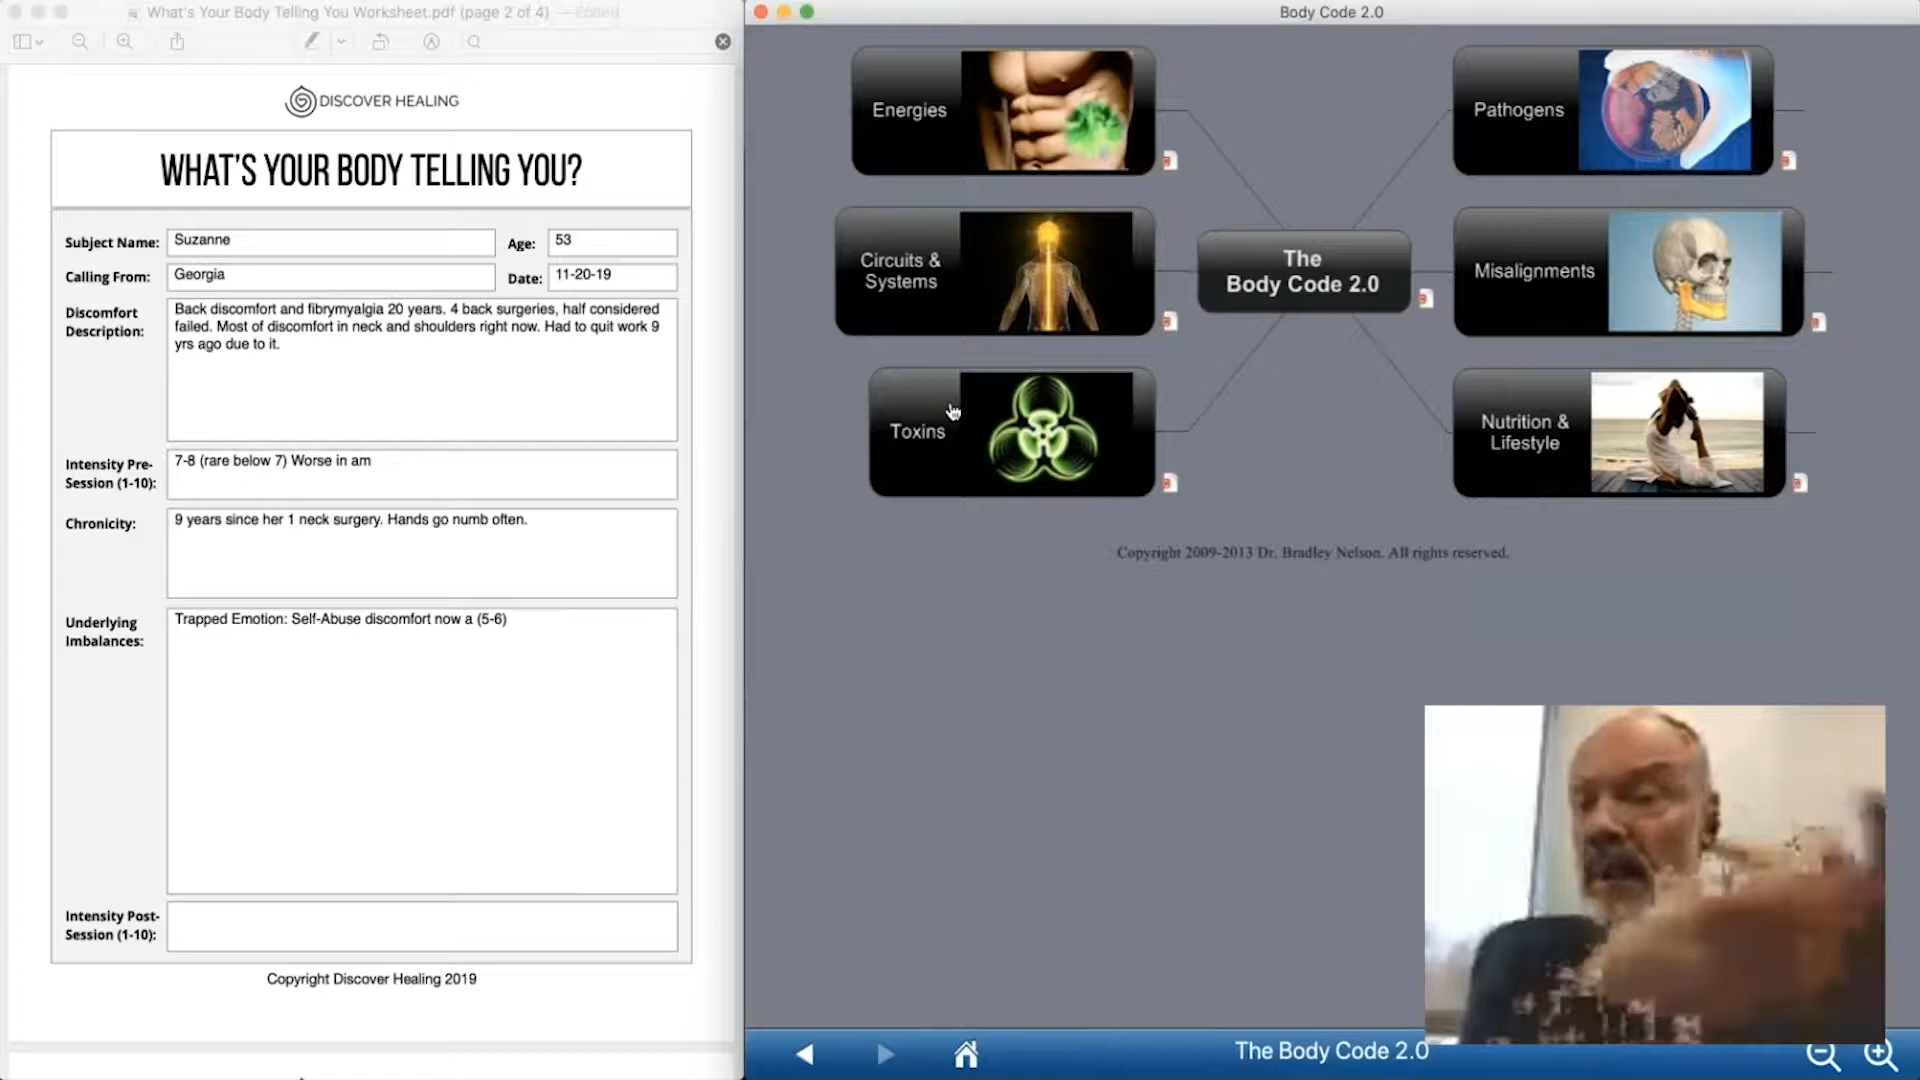 What's Your Body Telling You Worksheet.pdf (page 2 of 4) — Edited
DISCOVER HEALING
WHAT'S YOUR BODY TELLING YOU?
Subject Name: Suzanne Age: 53
Calling From: Georgia Date: 11-20-19
Discomfort Description:
Back discomfort and fibrymyalgia 20 years. 4 back surgeries, half considered
failed. Most of discomfort in neck and shoulders right now. Had to quit work 9
yrs ago due to it.
Intensity Pre-
Session (1-10):
7-8 (rare below 7) Worse in am
Chronicity: 9 years since her 1 neck surgery. Hands go numb often.
Underlying
Imbalances:
Trapped Emotion: Self-Abuse discomfort now a (5-6)
Intensity Post-
Session (1-10):
Copyright Discover Healing 2019
Body Code 2.0
Energies
Circuits &
Systems
Toxins
The
Body Code 2.0
Pathogens
Misalignments
Nutrition &
Lifestyle
Copyright 2009-2013 Dr. Bradley Nelson. All rights reserved.
The Body Code 2.0